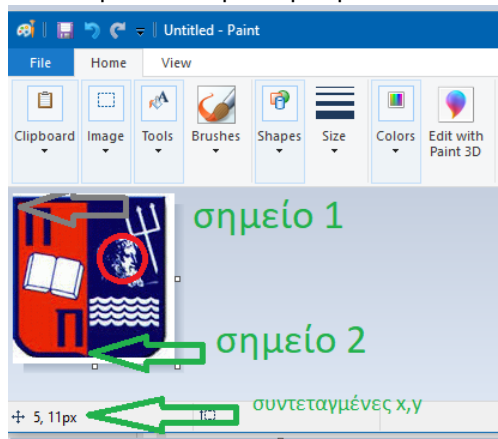 Untitled - Paint
File Home View
Clipboard Image Tools Brushes Shapes Size Colors Edit with
Paint 3D
σημείο 1
σημείο 2
συντεταγμένες x,y
5, 11px